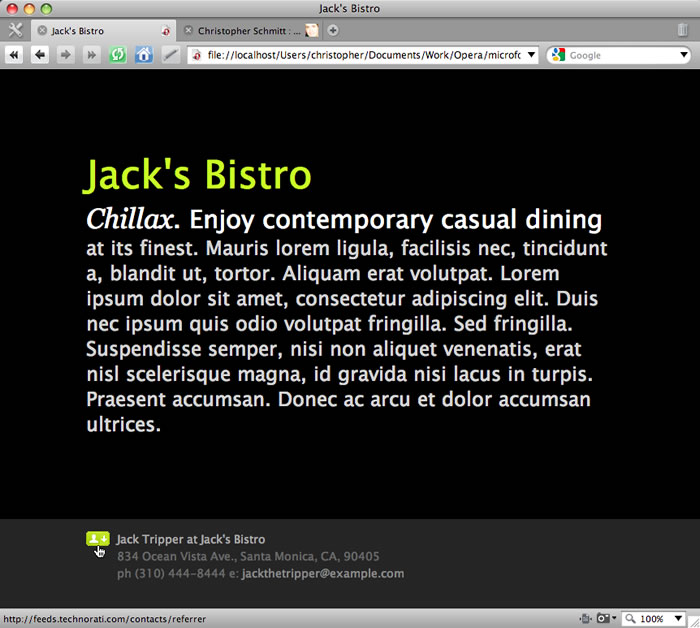 Jack's Bistro
Jack's Bistro
Christopher Schmitt : ...
file://localhost/Users/christopher/Documents/Work/Opera/microfo
Google
Jack's Bistro
Chillax. Enjoy contemporary casual dining
at its finest. Mauris lorem ligula, facilisis nec, tincidunt
a, blandit ut, tortor. Aliquam erat volutpat. Lorem
ipsum dolor sit amet, consectetur adipiscing elit. Duis
nec ipsum quis odio volutpat fringilla. Sed fringilla.
Suspendisse semper, nisi non aliquet venenatis, erat
nisl scelerisque magna, id gravida nisi lacus in turpis.
Praesent accumsan. Donec ac arcu et dolor accumsan
ultrices.
Jack Tripper at Jack's Bistro
834 Ocean Vista Ave., Santa Monica, CA, 90405
ph (310) 444-8444 e: jackthetripper@example.com
http://feeds.technorati.com/contacts/referrer
100%